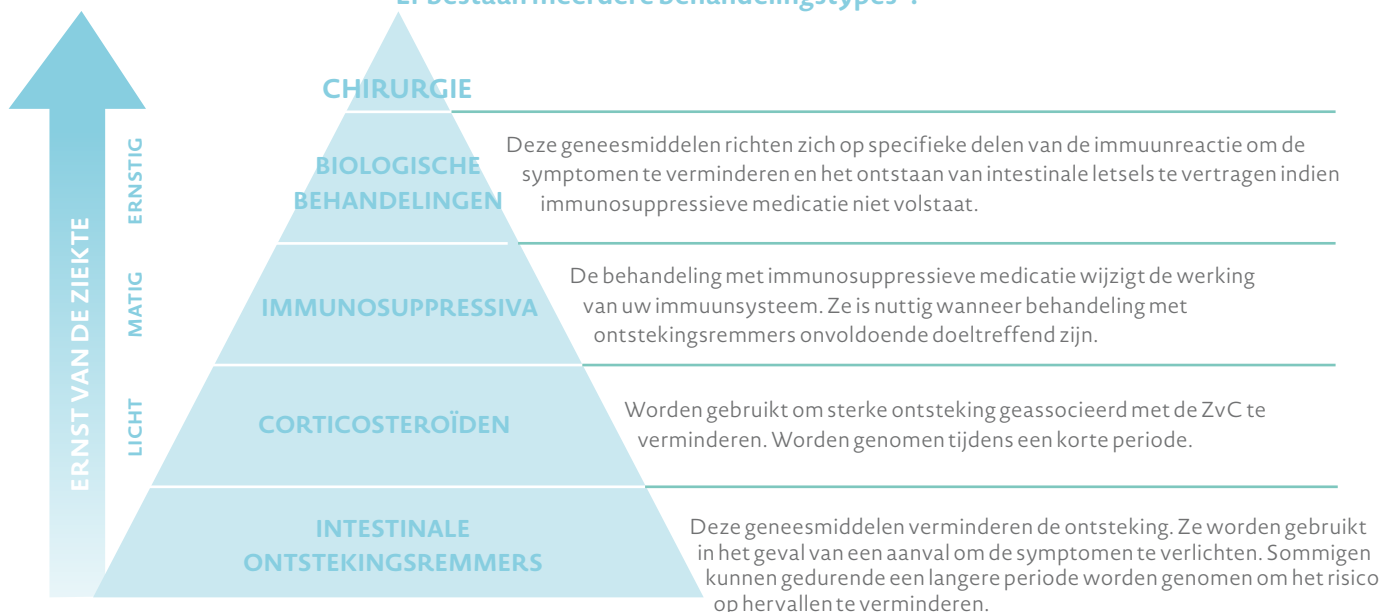 Er bestaan meerdere behandelingstypes :
CHIRURGIE
ERNST VAN DE ZIEKTE
ERNSTIG
BIOLOGISCHE
BEHANDELINGEN
Deze geneesmiddelen richten zich op specifieke delen van de immuunreactie om de
symptomen te verminderen en het ontstaan van intestinale letsels te vertragen indien
immunosuppressieve medicatie niet volstaat.
MATIG
IMMUNOSUPPRESSIVA
De behandeling met immunosuppressieve medicatie wijzigt de werking
van uw immuunsysteem. Ze is nuttig wanneer behandeling met
ontstekingsremmers onvoldoende doeltreffend zijn.
LICHT
CORTICOSTEROÏDEN
Worden gebruikt om sterke ontsteking geassocieerd met de ZvC te
verminderen. Worden genomen tijdens een korte periode.
INTESTINALE
ONTSTEKINGSREMMERS
Deze geneesmiddelen verminderen de ontsteking. Ze worden gebruikt
in het geval van een aanval om de symptomen te verlichten. Sommigen
kunnen gedurende een langere periode worden genomen om het risico
op hervallen te verminderen.